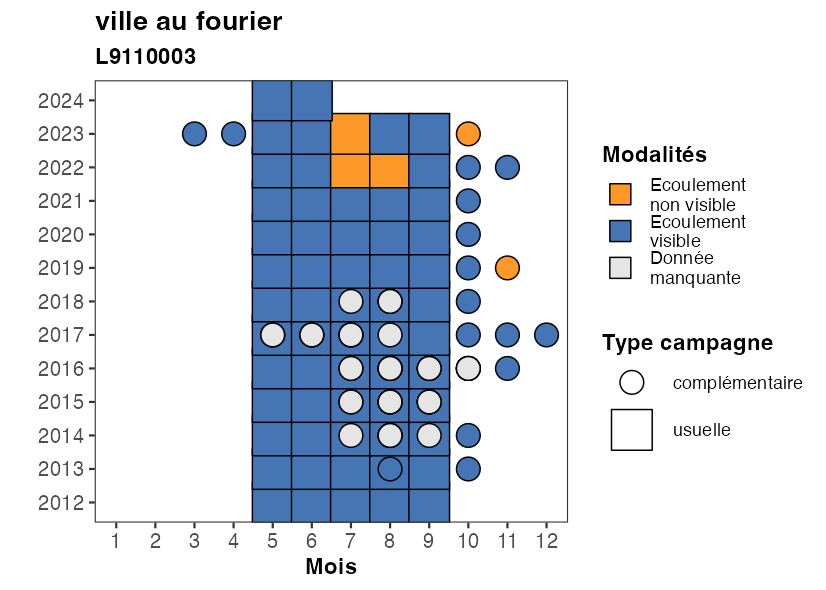 ville au fourier
L9110003
2024
2023
2022
2021
2020
2019
2018
2017
2016
2015
2014
2013
2012
1 2 3 4 5 6 7 8 9 10 11 12
Mois
Modalités
Ecoulement
non visible
Ecoulement
visible
Donnée
manquante
Type campagne
complémentaire
usuelle